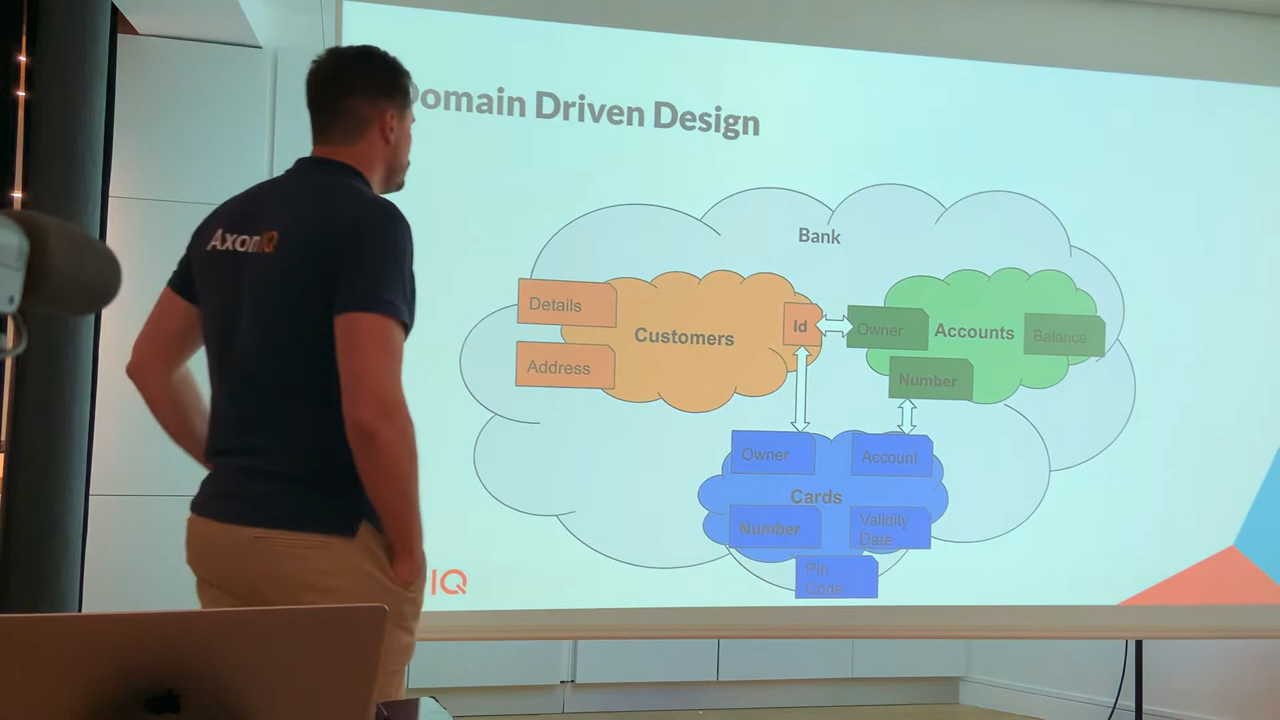 Domain Driven Design
AxonIQ
Bank
Details
Customers
Id
Owner
Accounts
Balance
Address
Number
Owner
Account
Cards
Number
Validity
Date
Pin
Code
IQ